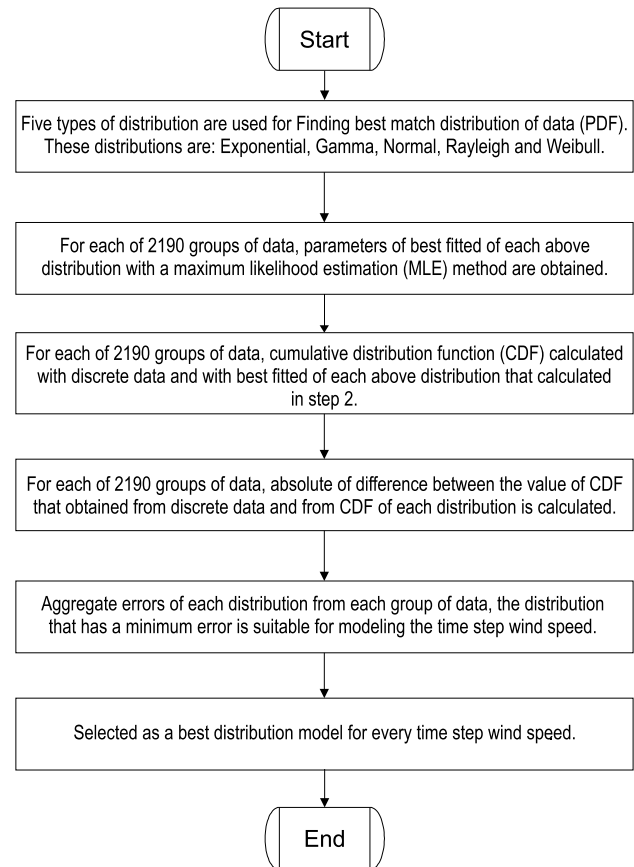 Start
Five types of distribution are used for Finding best match distribution of data (PDF).
These distributions are: Exponential, Gamma, Normal, Rayleigh and Weibull.
For each of 2190 groups of data, parameters of best fitted of each above
distribution with a maximum likelihood estimation (MLE) method are obtained.
For each of 2190 groups of data, cumulative distribution function (CDF) calculated
with discrete data and with best fitted of each above distribution that calculated
in step 2.
For each of 2190 groups of data, absolute of difference between the value of CDF
that obtained from discrete data and from CDF of each distribution is calculated.
Aggregate errors of each distribution from each group of data, the distribution
that has a minimum error is suitable for modeling the time step wind speed.
Selected as a best distribution model for every time step wind speed.
End